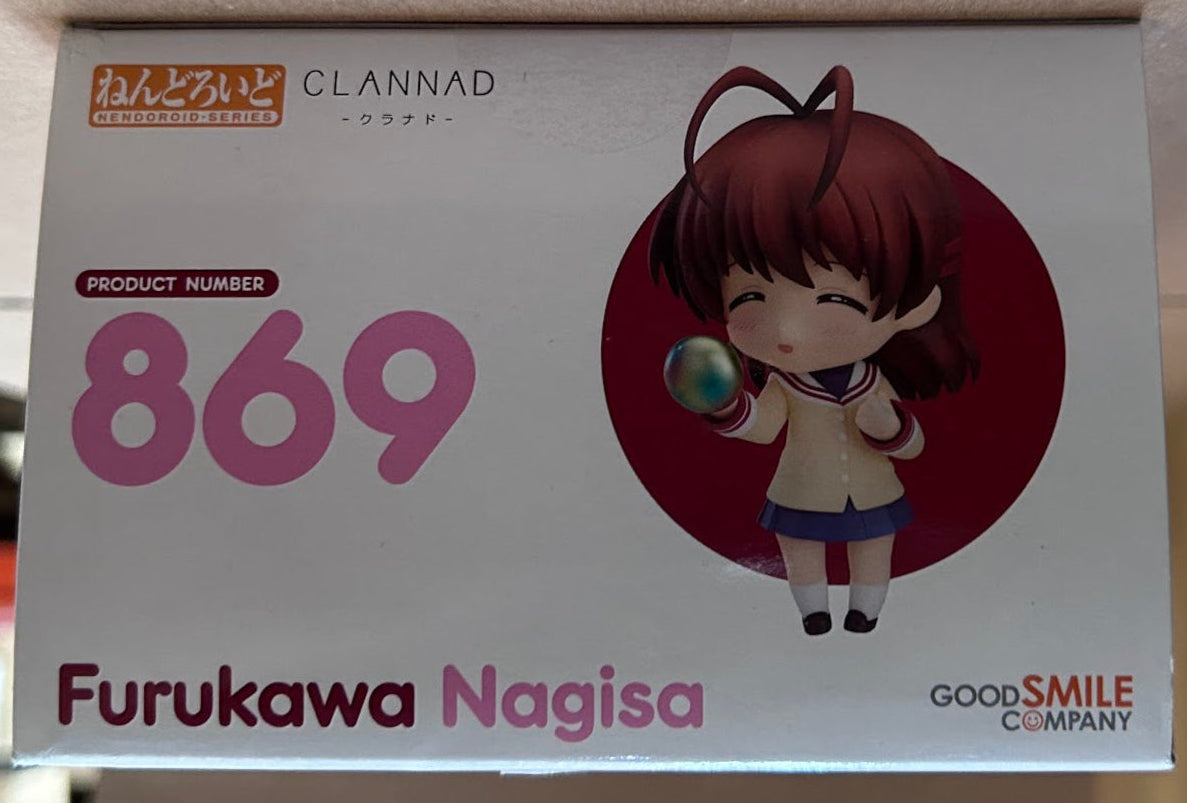 ねんどろいど
NENDOROID·SERIES
CLANNAD
-クラナド-
PRODUCT NUMBER
869
Furukawa Nagisa
GOOD SMILE
COMPANY